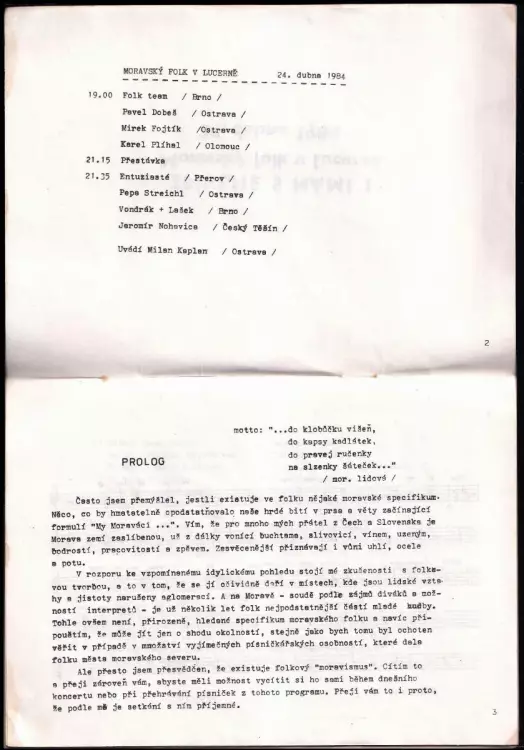 MORAVSKÝ FOLK V LUCERNĚ 24. dubna 1984
19.00 Folk team / Brno /
Pavel Dobeš / Ostrava /
Mirek Fojtík /Ostrava /
Karel Plíhal / Olomouc /
21.15 Přestávka
21.35 Entuziasté / Přerov /
Pepa Streichl / Ostrava /
Vondrák + Lašek / Brno /
Jaromír Nohavica / Český Těšín /
Uvádí Milan Kaplan / Ostrava /
2
motto: "...do klobúčku višeň,
do kapsy kadlátek,
do pravej ručenky
na slzenky šáteček..."
/ mor. lidová /
PROLOG
Často jsem přemýšlel, jestli existuje ve folku nějaké moravské specifikum.
Něco, co by hmatatelně opodstatňovalo naše hrdé bití v prsa a věty začínající
formulí "My Moraváci ...". Vím, že pro mnoho mých přátel z Čech a Slovenska je
Morava zemí zaslíbenou, už z dálky vonící buchtama, slivovicí, vínem, uzeným,
bodrostí, pracovitostí a zpěvem. Zasvěcenější přiznávají i vůni uhlí, ocele
a potu.
V rozporu ke vzpomínanému idylickému pohledu stojí mé zkušenosti s folko-
vou tvorbou, a to v tom, že se jí očividně daří v místech, kde jsou lidské vzta-
hy a jistoty narušeny aglomerací. A na Moravě - soudě podle zájmů diváků a mož-
ností interpretů - je už několik let folk nejpodstatnější částí mladé hudby.
Tohle ovšem není, přirozeně, hledané specifikum moravského folku a navíc při-
pouštím, že může jít jen o shodu okolností, stejně jako bych tomu byl ochoten
věřit v případě v množství vyjímečných písničkářských osobností, které dala
folku města moravského severu.
Ale přesto jsem přesvědčen, že existuje folkový "moravismus". Cítím to
a přeji zároveň vám, abyste měli možnost vycítit si ho sami během dnešního
koncertu nebo při přehrávání písniček z tohoto programu. Přeji vám to i proto,
že podle mě je setkání s ním příjemné.
3